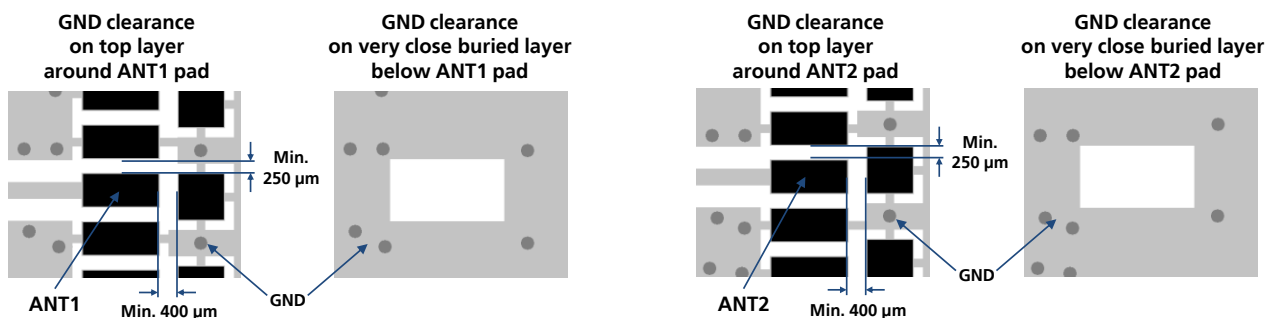 GND clearance
on top layer
around ANT1 pad
GND clearance
on very close buried layer
below ANT1 pad
Min.
250 µm
ANT1
Min. 400 µm
GND
GND clearance
on top layer
around ANT2 pad
GND clearance
on very close buried layer
below ANT2 pad
Min.
250 µm
ANT2
Min. 400 µm
GND